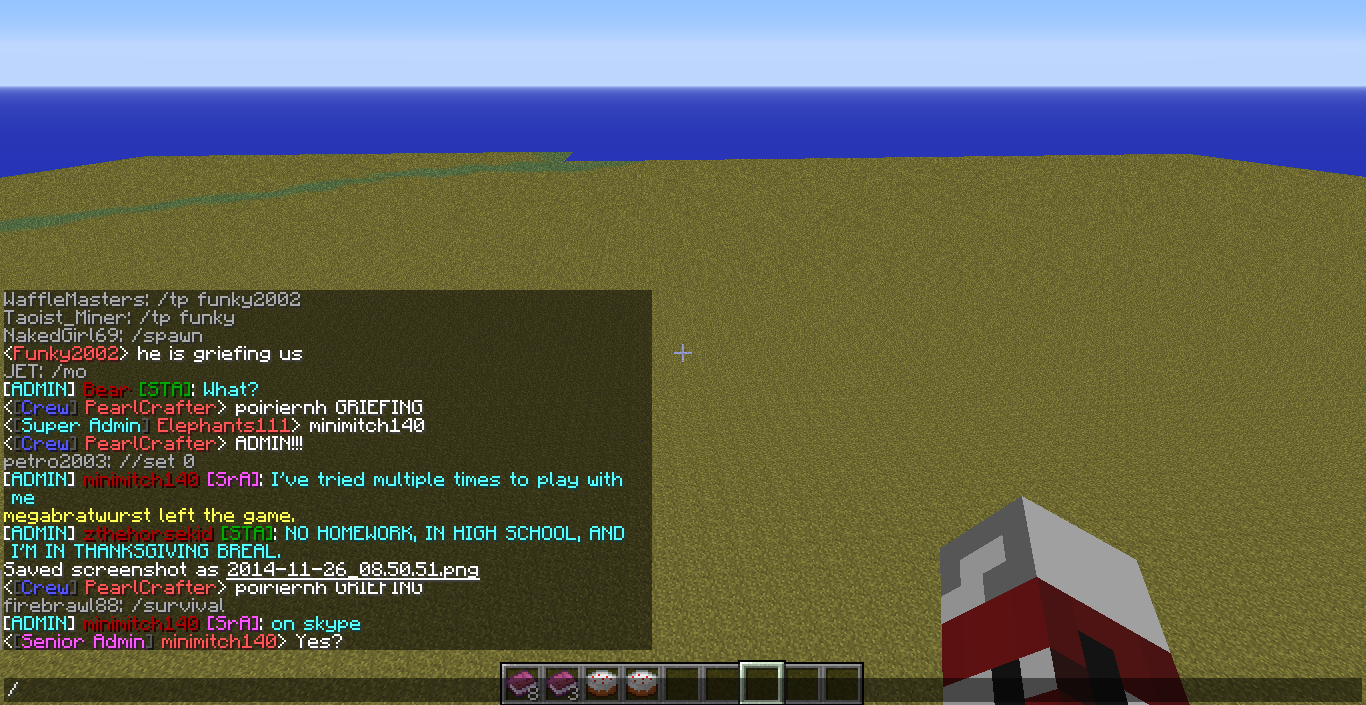 WaffleMasters: /tp funky2002
Taoist_Miner: /tp funky
NakedGirl69: /spawn
<Funky2002> he is griefing us
JET: /mo
[ADMIN] Bear [STA]: What?
<[Crew] PearlCrafter> poiriernh GRIEFING
<[Super Admin] Elephants111> minimitch140
<[Crew] PearlCrafter> ADMIN!!!
petro2003: //set 0
[ADMIN] minimitch140 [SrA]: I've tried multiple times to play with
me
megabratwurst left the game.
[ADMIN] zthehorsekid [STA]: NO HOMEWORK, IN HIGH SCHOOL, AND
I'M IN THANKSGIVING BREAL.
Saved screenshot as 2014-11-26_08.50.51.png
<[Crew] PearlCrafter> poiriernh GRIEFING
firebrawl88: /survival
[ADMIN] minimitch140 [SrA]: on skype
<[Senior Admin] minimitch140> Yes?
/
8 3